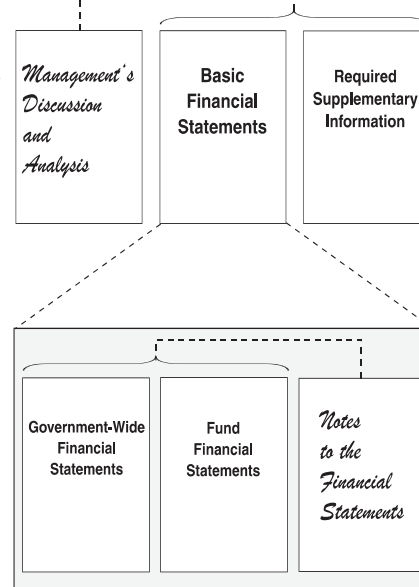 Management's
Discussion
and
Analysis
Basic
Financial
Statements
Required
Supplementary
Information
Government-Wide
Financial
Statements
Fund
Financial
Statements
Notes
to the
Financial
Statements